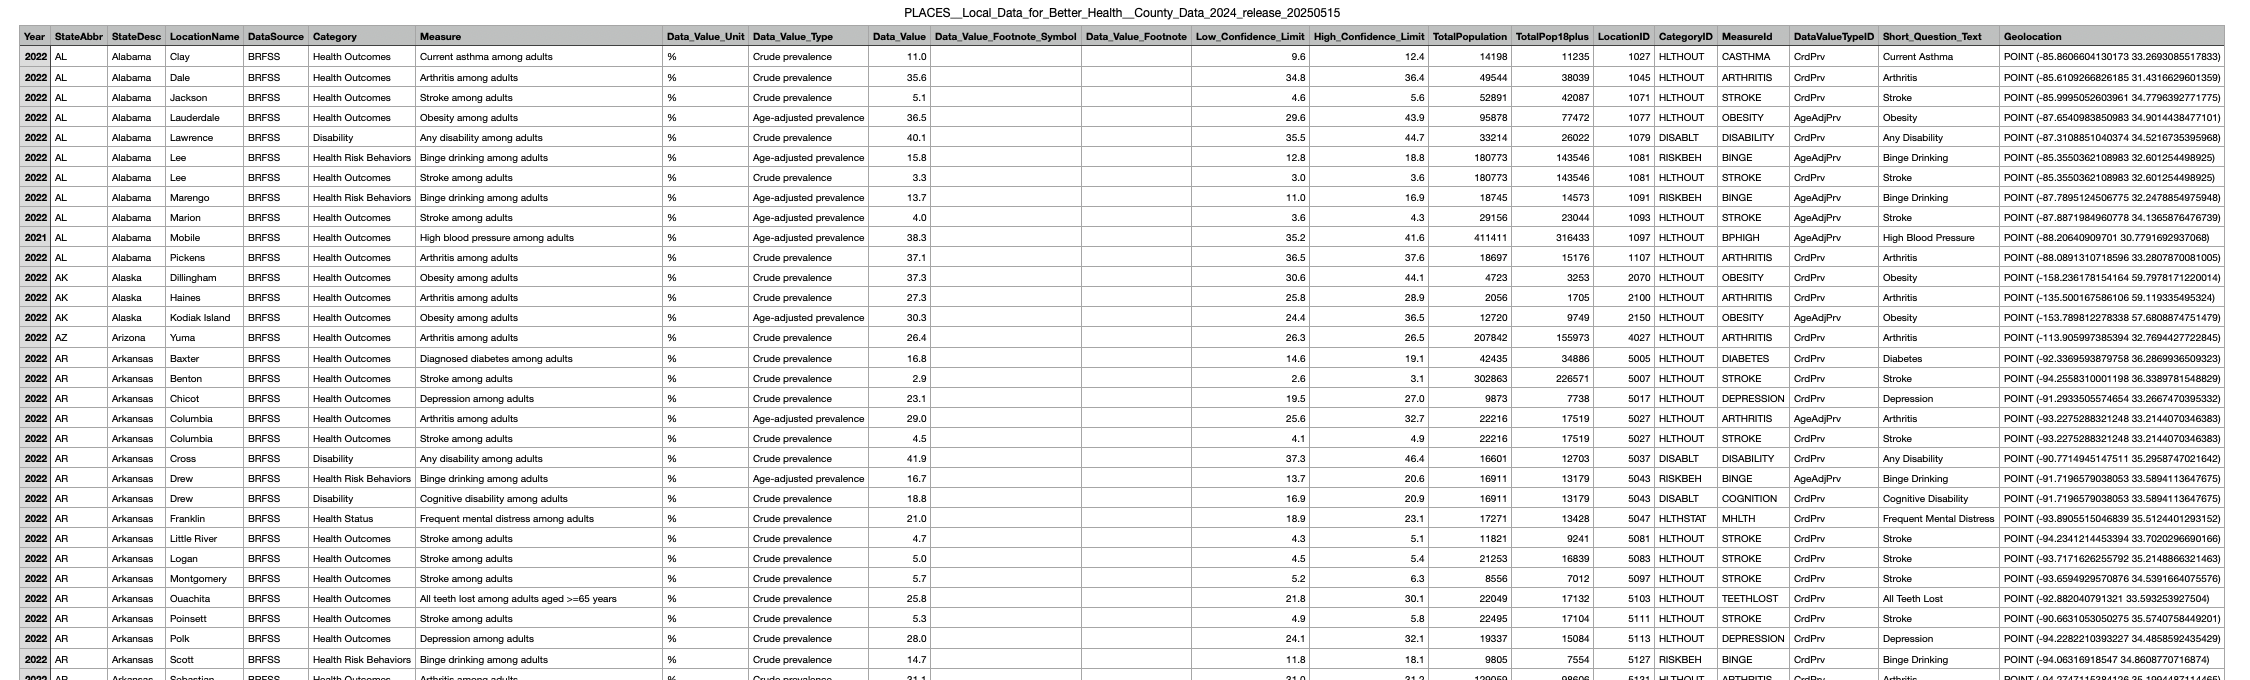 PLACES__Local_Data_for_Better_Health__County_Data_2024_release_20250515
Year StateAbbr StateDesc LocationName DataSource Category Measure Data_Value_Unit Data_Value_Type Data_Value Data_Value_Footnote_Symbol Data_Value_Footnote Low_Confidence_Limit High_Confidence_Limit TotalPopulation TotalPop18plus LocationID CategoryID MeasureId DataValueTypeID Short_Question_Text Geolocation
2022 AL Alabama Clay BRFSS Health Outcomes Current asthma among adults % Crude prevalence 11.0 9.6 12.4 14198 11235 1027 HLTHOUT CASTHMA CrdPrv Current Asthma POINT (-85.8606604130173 33.2693085517833)
2022 AL Alabama Dale BRFSS Health Outcomes Arthritis among adults % Crude prevalence 35.6 34.8 36.4 49544 38039 1045 HLTHOUT ARTHRITIS CrdPrv Arthritis POINT (-85.6109266826185 31.4316629601359)
2022 AL Alabama Jackson BRFSS Health Outcomes Stroke among adults % Crude prevalence 5.1 4.6 5.6 52891 42087 1071 HLTHOUT STROKE CrdPrv Stroke POINT (-85.9995052603961 34.7796392771775)
2022 AL Alabama Lauderdale BRFSS Health Outcomes Obesity among adults % Age-adjusted prevalence 36.5 29.6 43.9 95878 77472 1077 HLTHOUT OBESITY AgeAdjPrv Obesity POINT (-87.6540983850983 34.9014438477101)
2022 AL Alabama Lawrence BRFSS Disability Any disability among adults % Crude prevalence 40.1 35.5 44.7 33214 26022 1079 DISABLT DISABILITY CrdPrv Any Disability POINT (-87.3108851040374 34.5216735395968)
2022 AL Alabama Lee BRFSS Health Risk Behaviors Binge drinking among adults % Age-adjusted prevalence 15.8 12.8 18.8 180773 143546 1081 RISKBEH BINGE AgeAdjPrv Binge Drinking POINT (-85.3550362108983 32.601254498925)
2022 AL Alabama Lee BRFSS Health Outcomes Stroke among adults % Age-adjusted prevalence 3.3 3.0 3.6 180773 143546 1081 HLTHOUT STROKE CrdPrv Stroke POINT (-85.3550362108983 32.601254498925)
2022 AL Alabama Marengo BRFSS Health Risk Behaviors Binge drinking among adults % Age-adjusted prevalence 13.7 11.0 16.9 18745 14573 1091 RISKBEH BINGE AgeAdjPrv Binge Drinking POINT (-87.7895124506775 32.2478854975948)
2022 AL Alabama Marion BRFSS Health Outcomes Stroke among adults % Age-adjusted prevalence 4.0 3.6 4.3 29156 23044 1093 HLTHOUT STROKE AgeAdjPrv Stroke POINT (-87.8871984960778 34.1365876476739)
2021 AL Alabama Mobile BRFSS Health Outcomes High blood pressure among adults % Age-adjusted prevalence 38.3 35.2 41.6 411411 316433 1097 HLTHOUT BPHIGH AgeAdjPrv High Blood Pressure POINT (-88.20640909701 30.7791692937068)
2022 AL Alabama Pickens BRFSS Health Outcomes Arthritis among adults % Crude prevalence 37.1 36.5 37.6 18697 15176 1107 HLTHOUT ARTHRITIS CrdPrv Arthritis POINT (-88.0891310718596 33.2807870081005)
2022 AK Alaska Dillingham BRFSS Health Outcomes Obesity among adults % Crude prevalence 37.3 30.6 44.1 4723 3253 2070 HLTHOUT OBESITY CrdPrv Obesity POINT (-158.236178154164 59.7978171220014)
2022 AK Alaska Haines BRFSS Health Outcomes Arthritis among adults % Crude prevalence 27.3 25.8 28.9 2056 1705 2100 HLTHOUT ARTHRITIS CrdPrv Arthritis POINT (-135.500167586106 59.119335495324)
2022 AK Alaska Kodiak Island BRFSS Health Outcomes Obesity among adults % Age-adjusted prevalence 30.3 24.4 36.5 12720 9749 2150 HLTHOUT OBESITY AgeAdjPrv Obesity POINT (-153.789812278338 57.6808874751479)
2022 AZ Arizona Yuma BRFSS Health Outcomes Arthritis among adults % Crude prevalence 26.4 26.3 26.5 207842 155973 4027 HLTHOUT ARTHRITIS CrdPrv Arthritis POINT (-113.905997385394 32.7694427722845)
2022 AR Arkansas Baxter BRFSS Health Outcomes Diagnosed diabetes among adults % Crude prevalence 16.8 14.6 19.1 42435 34886 5005 HLTHOUT DIABETES CrdPrv Diabetes POINT (-92.3369593879758 36.2869936509323)
2022 AR Arkansas Benton BRFSS Health Outcomes Stroke among adults % Crude prevalence 2.9 2.6 3.1 302863 226571 5007 HLTHOUT STROKE CrdPrv Stroke POINT (-94.2558310001198 36.3389781548829)
2022 AR Arkansas Chicot BRFSS Health Outcomes Depression among adults % Crude prevalence 23.1 19.5 27.0 9873 7738 5017 HLTHOUT DEPRESSION CrdPrv Depression POINT (-91.2933505574654 33.2667470395332)
2022 AR Arkansas Columbia BRFSS Health Outcomes Arthritis among adults % Age-adjusted prevalence 29.0 25.6 32.7 22216 17519 5027 HLTHOUT ARTHRITIS AgeAdjPrv Arthritis POINT (-93.2275288321248 33.2144070346383)
2022 AR Arkansas Columbia BRFSS Health Outcomes Stroke among adults % Crude prevalence 4.5 4.1 4.9 22216 17519 5027 HLTHOUT STROKE CrdPrv Stroke POINT (-93.2275288321248 33.2144070346383)
2022 AR Arkansas Cross BRFSS Disability Any disability among adults % Crude prevalence 41.9 37.3 46.4 16601 12703 5037 DISABLT DISABILITY CrdPrv Any Disability POINT (-90.7714945147511 35.2958747021642)
2022 AR Arkansas Drew BRFSS Health Risk Behaviors Binge drinking among adults % Age-adjusted prevalence 16.7 13.7 20.6 16911 13179 5043 RISKBEH BINGE AgeAdjPrv Binge Drinking POINT (-91.7196579038053 33.5894113647675)
2022 AR Arkansas Drew BRFSS Disability Cognitive disability among adults % Crude prevalence 18.8 16.9 20.9 16911 13179 5043 DISABLT COGNITION CrdPrv Cognitive Disability POINT (-91.7196579038053 33.5894113647675)
2022 AR Arkansas Franklin BRFSS Health Status Frequent mental distress among adults % Crude prevalence 21.0 18.9 23.1 17271 13428 5047 HLTHSTAT MHLTH CrdPrv Frequent Mental Distress POINT (-93.8905515046839 35.5124401293152)
2022 AR Arkansas Little River BRFSS Health Outcomes Stroke among adults % Crude prevalence 4.7 4.3 5.1 11821 9241 5081 HLTHOUT STROKE CrdPrv Stroke POINT (-94.2341214453394 33.7020296690166)
2022 AR Arkansas Logan BRFSS Health Outcomes Stroke among adults % Crude prevalence 5.0 4.5 5.4 21253 16839 5083 HLTHOUT STROKE CrdPrv Stroke POINT (-93.7171626255792 35.2148866321463)
2022 AR Arkansas Montgomery BRFSS Health Outcomes Stroke among adults % Crude prevalence 5.7 5.2 6.3 8556 7012 5097 HLTHOUT STROKE CrdPrv Stroke POINT (-93.6594929570876 34.5391664075576)
2022 AR Arkansas Ouachita BRFSS Health Outcomes All teeth lost among adults aged >=65 years % Crude prevalence 25.8 21.8 30.1 22049 17132 5103 HLTHOUT TEETHLOST CrdPrv All Teeth Lost POINT (-92.882040791321 33.593253927504)
2022 AR Arkansas Poinsett BRFSS Health Outcomes Stroke among adults % Crude prevalence 5.3 4.9 5.8 22495 17104 5111 HLTHOUT STROKE CrdPrv Stroke POINT (-90.6631053050275 35.5740758449201)
2022 AR Arkansas Polk BRFSS Health Outcomes Depression among adults % Crude prevalence 28.0 24.1 32.1 19337 15084 5113 HLTHOUT DEPRESSION CrdPrv Depression POINT (-94.2282210393227 34.4858592435429)
2022 AR Arkansas Scott BRFSS Health Risk Behaviors Binge drinking among adults % Crude prevalence 14.7 11.8 18.1 9805 7554 5127 RISKBEH BINGE CrdPrv Binge Drinking POINT (-94.06316918547 34.8608770716874)
2022 AR Arkansas Sebastian BRFSS Health Outcomes Arthritis among adults % Crude prevalence